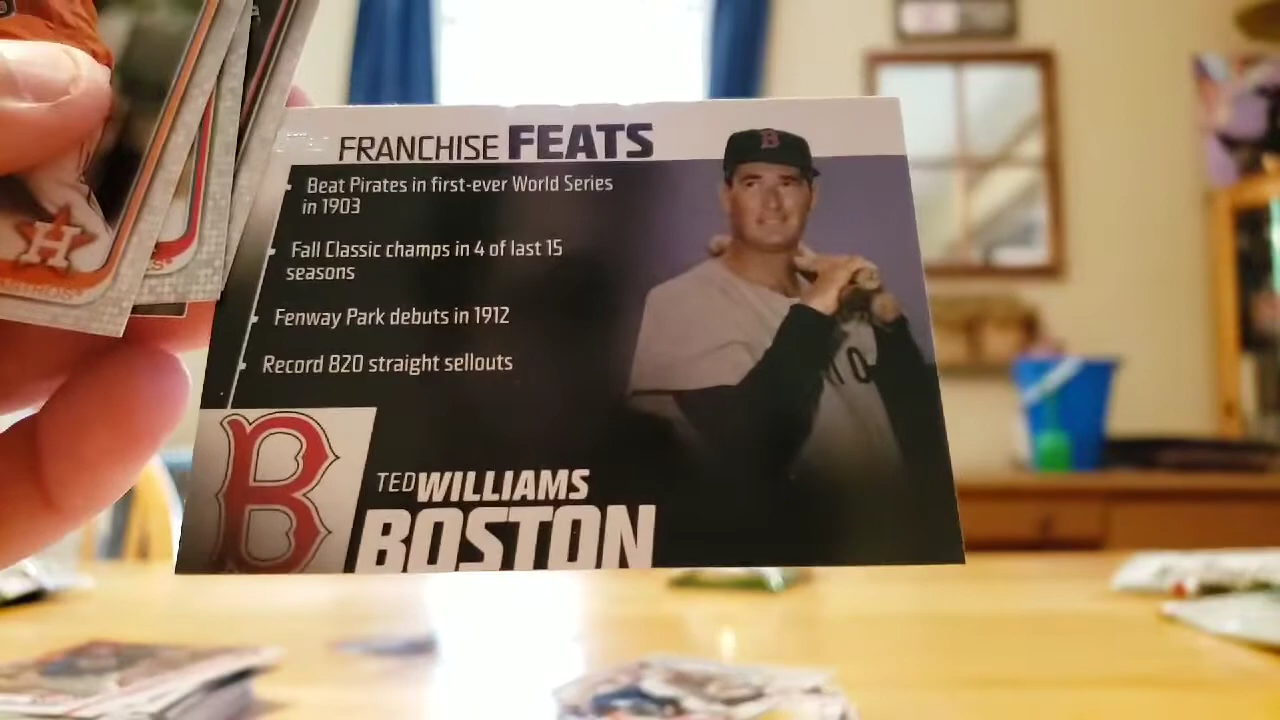 FRANCHISE FEATS
Beat Pirates in first-ever World Series
in 1903
Fall Classic champs in 4 of last 15
seasons
Fenway Park debuts in 1912
Record 820 straight sellouts
B
B
TED WILLIAMS
BOSTON
H